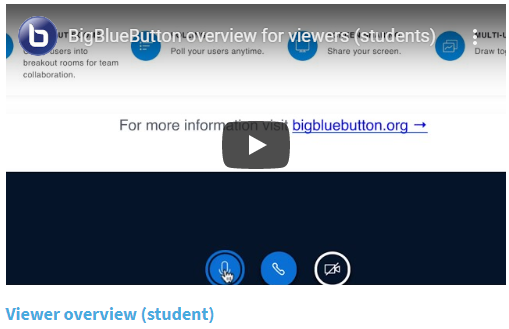 BigBlueButton overview for viewers (students)
MULTI-U
users into
Poll your users anytime.
Share your screen.
Draw
breakout rooms for team
collaboration.
For more information visit bigbluebutton.org →
Viewer overview (student)